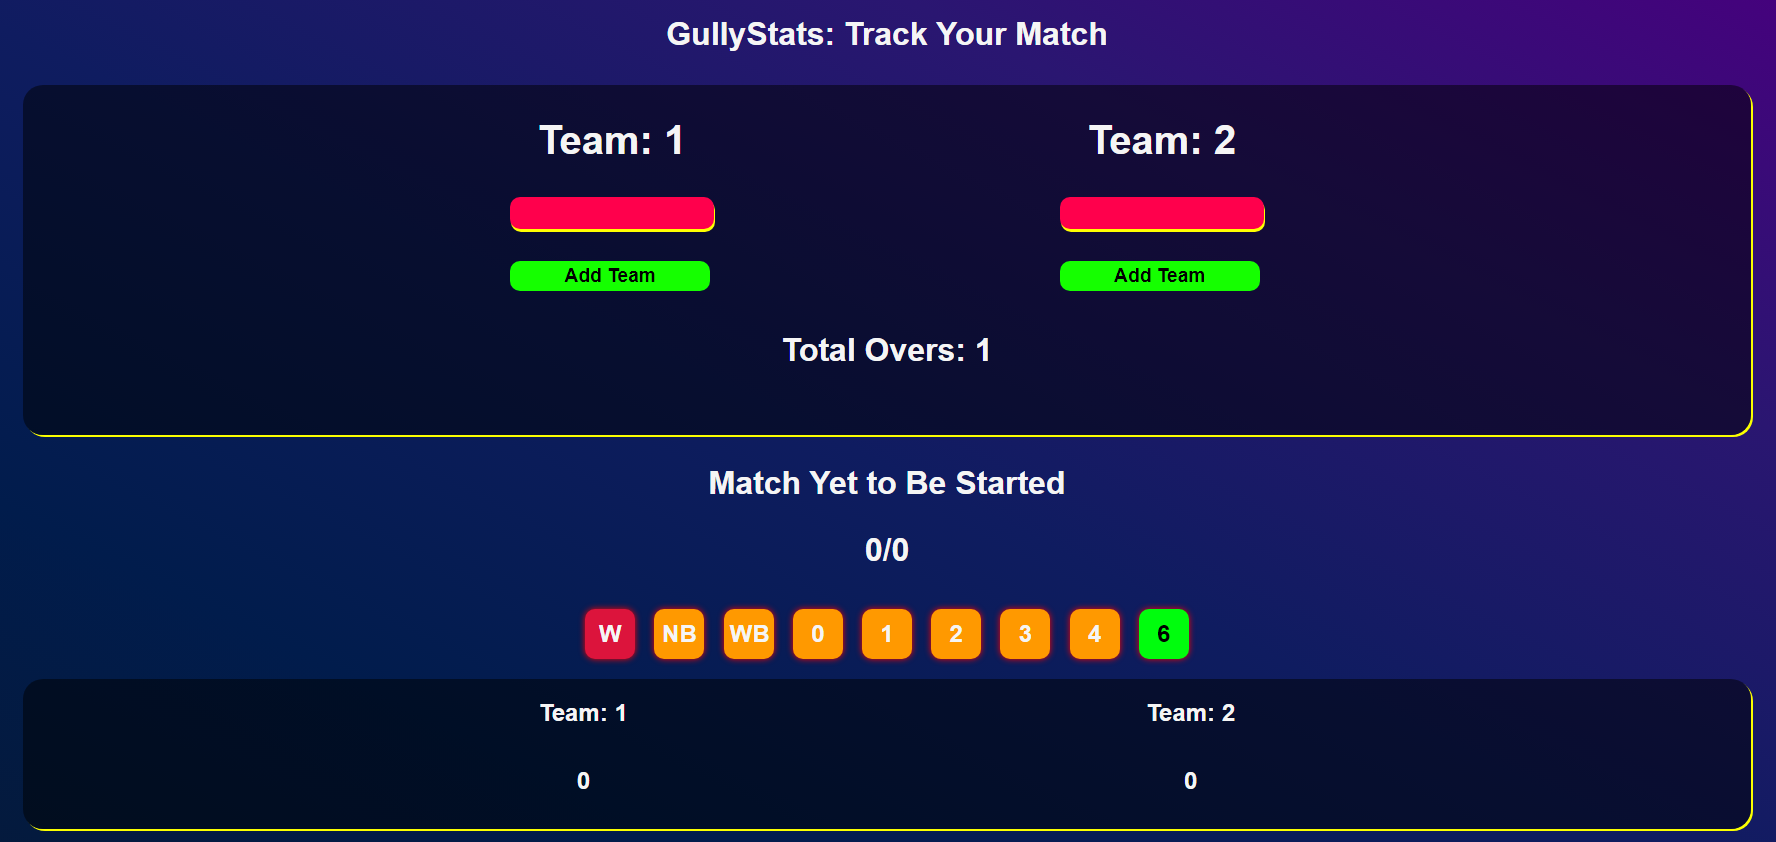 GullyStats: Track Your Match
Team: 1
Team: 2
Add Team
Add Team
Total Overs: 1
Match Yet to Be Started
0/0
W NB WB 0 1 2 3 4 6
Team: 1
Team: 2
0
0